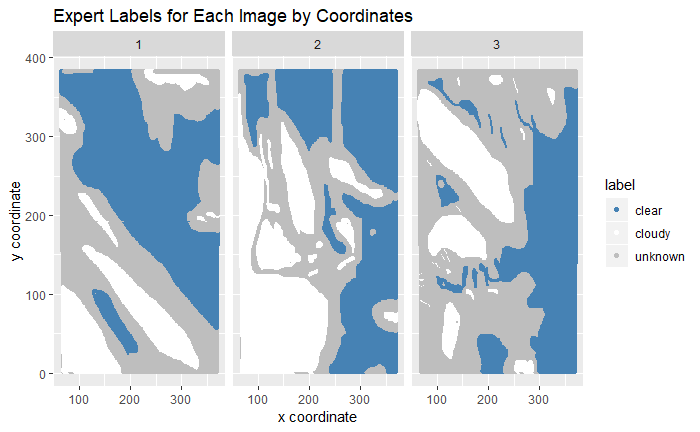 Expert Labels for Each Image by Coordinates
1 2 3
400
300
200
100
0
y coordinate
100 200 300 100 200 300 100 200 300
x coordinate
label
clear
cloudy
unknown